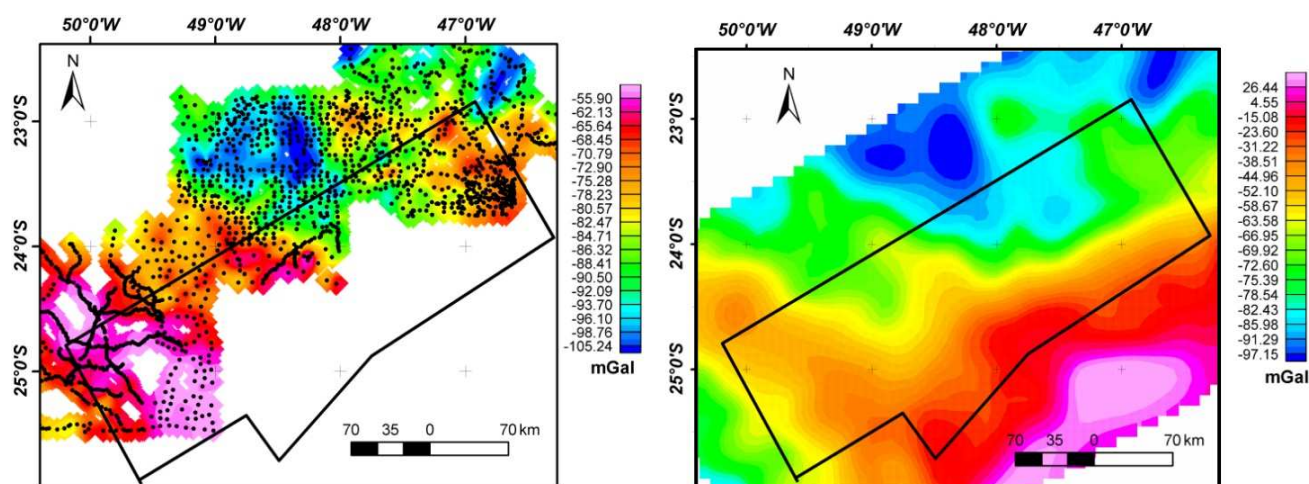 50°0'W 49°0'W 48°0'W 47°0'W
N
23°0'S
24°0'S
25°0'S
70 35 0 70 km
-55.90
-62.13
-65.64
-68.45
-70.79
-72.90
-75.28
-78.23
-80.57
-82.47
-84.71
-86.32
-88.41
-90.50
-92.09
-93.70
-96.10
-98.76
-105.24
mGal
50°0'W 49°0'W 48°0'W 47°0'W
N
23°0'S
24°0'S
25°0'S
70 35 0 70 km
26.44
4.55
-15.08
-23.60
-31.22
-38.51
-44.96
-52.10
-58.67
-63.58
-66.95
-69.92
-72.60
-75.39
-78.54
-82.43
-85.98
-91.29
-97.15
mGal